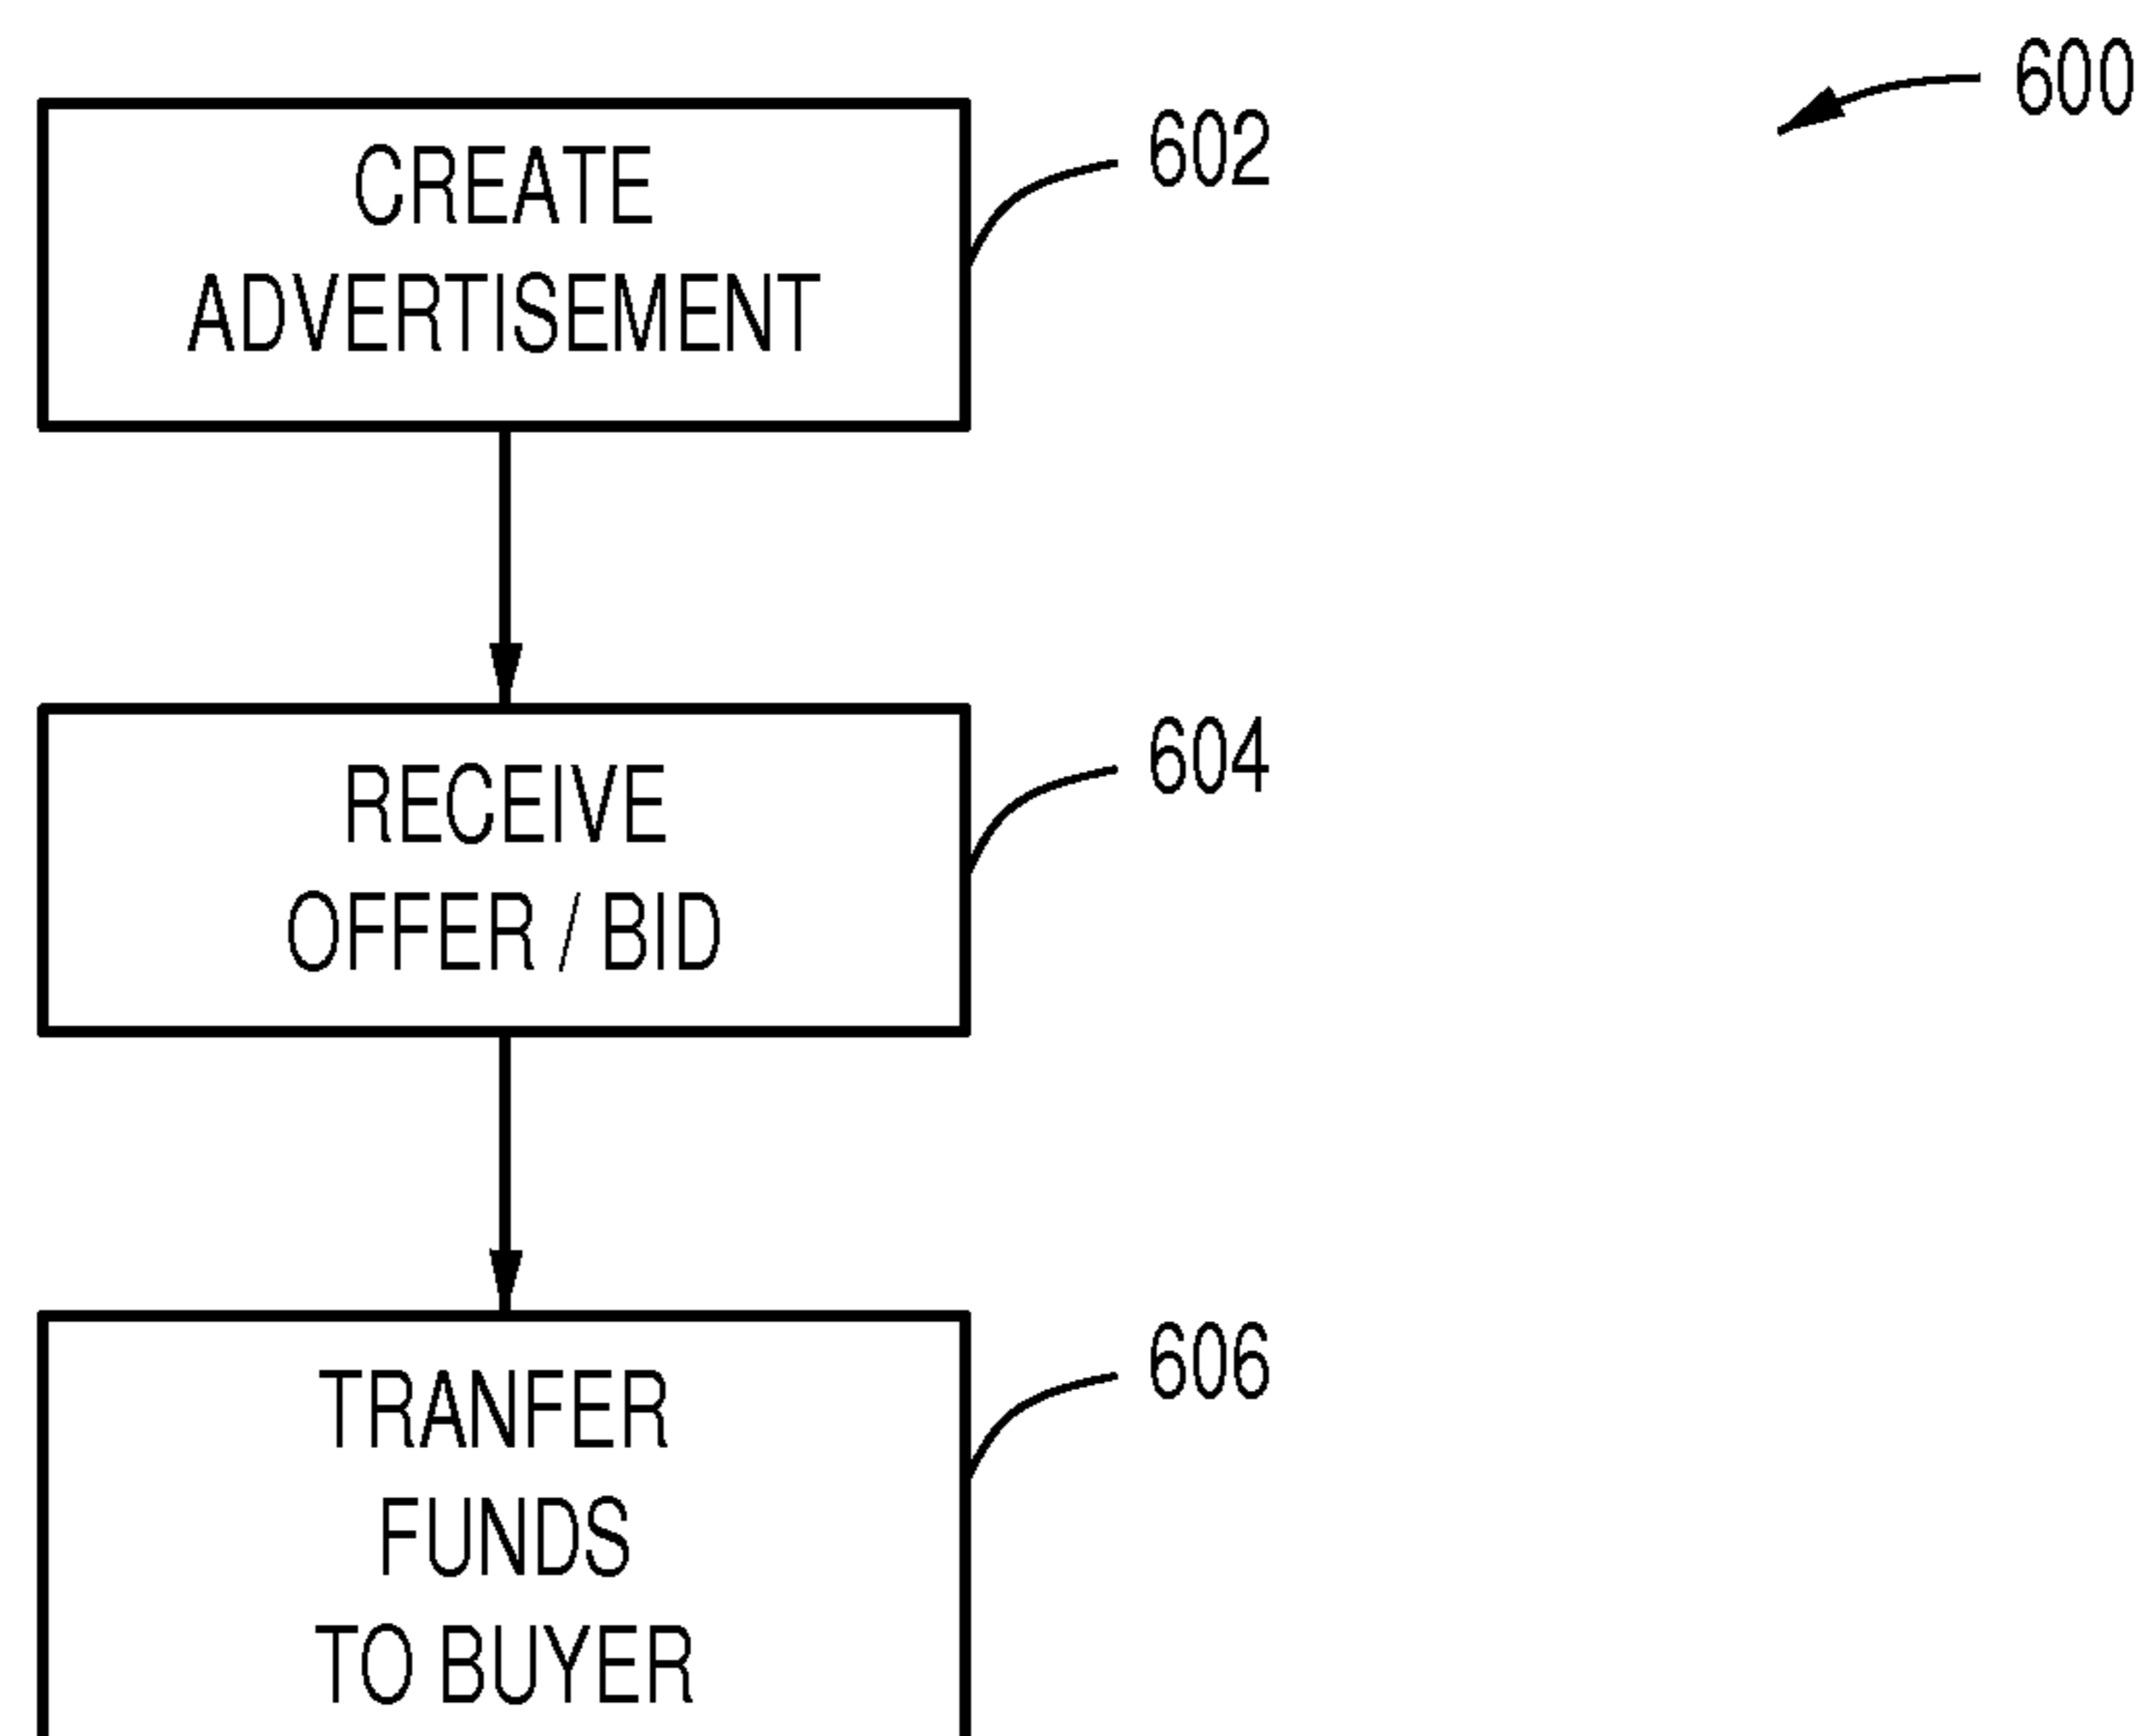 600
CREATE
ADVERTISEMENT
602
RECEIVE
OFFER / BID
604
TRANFER
FUNDS
TO BUYER
606